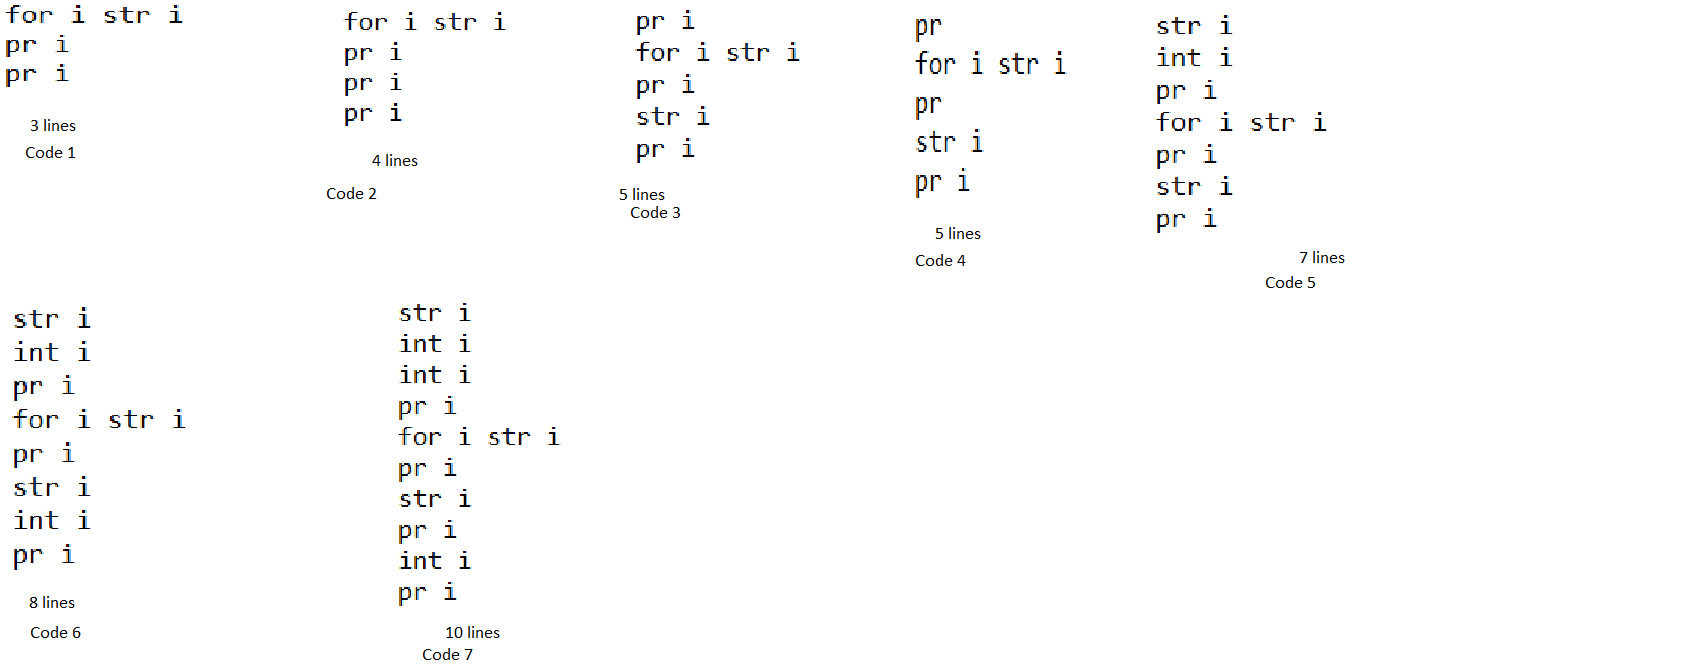 for i str i
pr i
pr i
3 lines
Code 1
for i str i
pr i
pr i
pr i
4 lines
Code 2
pr i
for i str i
pr i
str i
pr i
5 lines
Code 3
pr
for i str i
pr
str i
pr i
5 lines
Code 4
str i
int i
pr i
for i str i
pr i
str i
pr i
7 lines
Code 5
str i
int i
pr i
for i str i
pr i
str i
int i
pr i
8 lines
Code 6
str i
int i
int i
pr i
for i str i
pr i
str i
pr i
int i
pr i
10 lines
Code 7